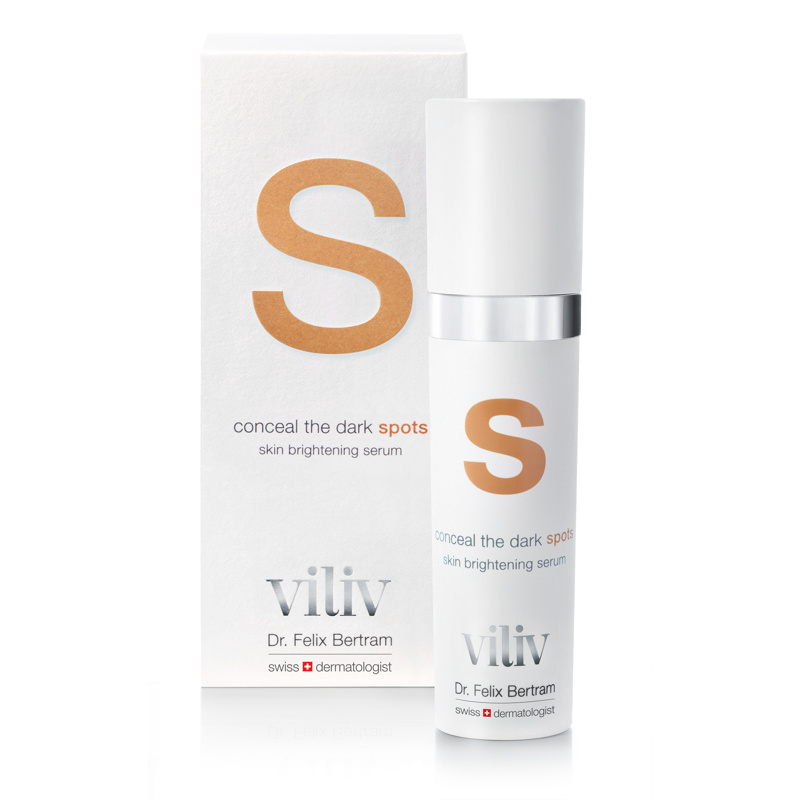 S
conceal the dark spots
skin brightening serum
viliv
Dr. Felix Bertram
swiss dermatologist
S
conceal the dark spots
skin brightening serum
viliv
Dr. Felix Bertram
swiss dermatologist